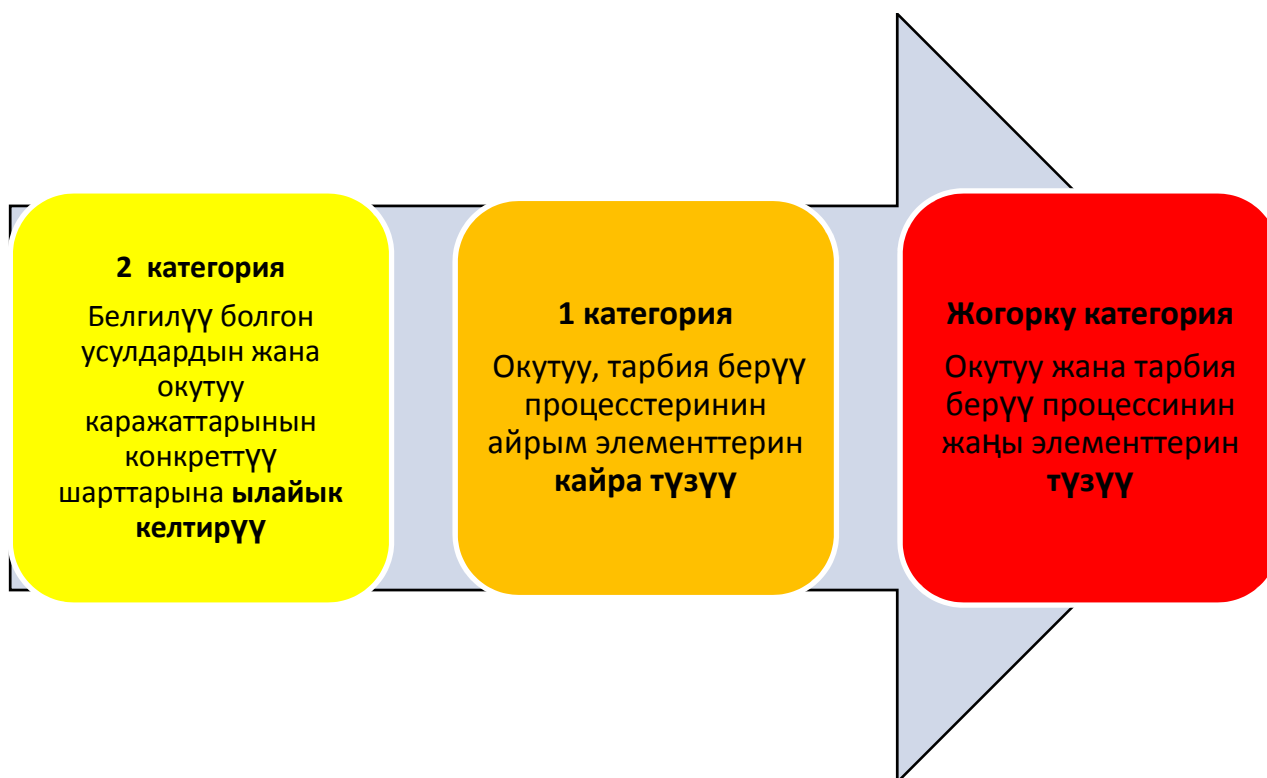 2 категория
Белгилүү болгон
усулдардын жана
окутуу
каражаттарынын
конкреттүү
шарттарына ылайык
келтирүү
1 категория
Окутуу, тарбия берүү
процесстеринин
айрым элементтерин
кайра түзүү
Жогорку категория
Окутуу жана тарбия
берүү процессинин
жаңы элементтерин
түзүү